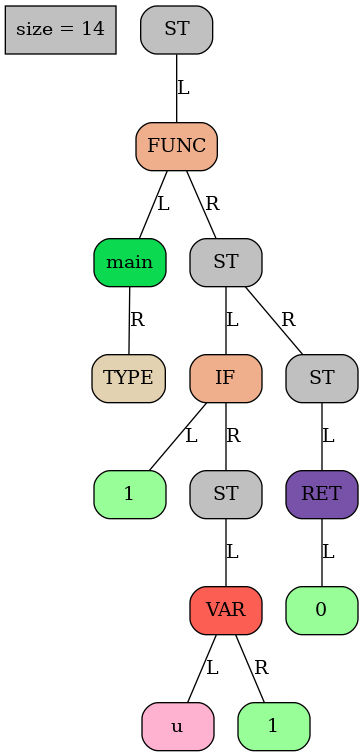 size = 14 ST
L
FUNC
L R
main ST
R L R
TYPE IF ST
L R L
1 ST RET
L L
VAR 0
L R
u 1